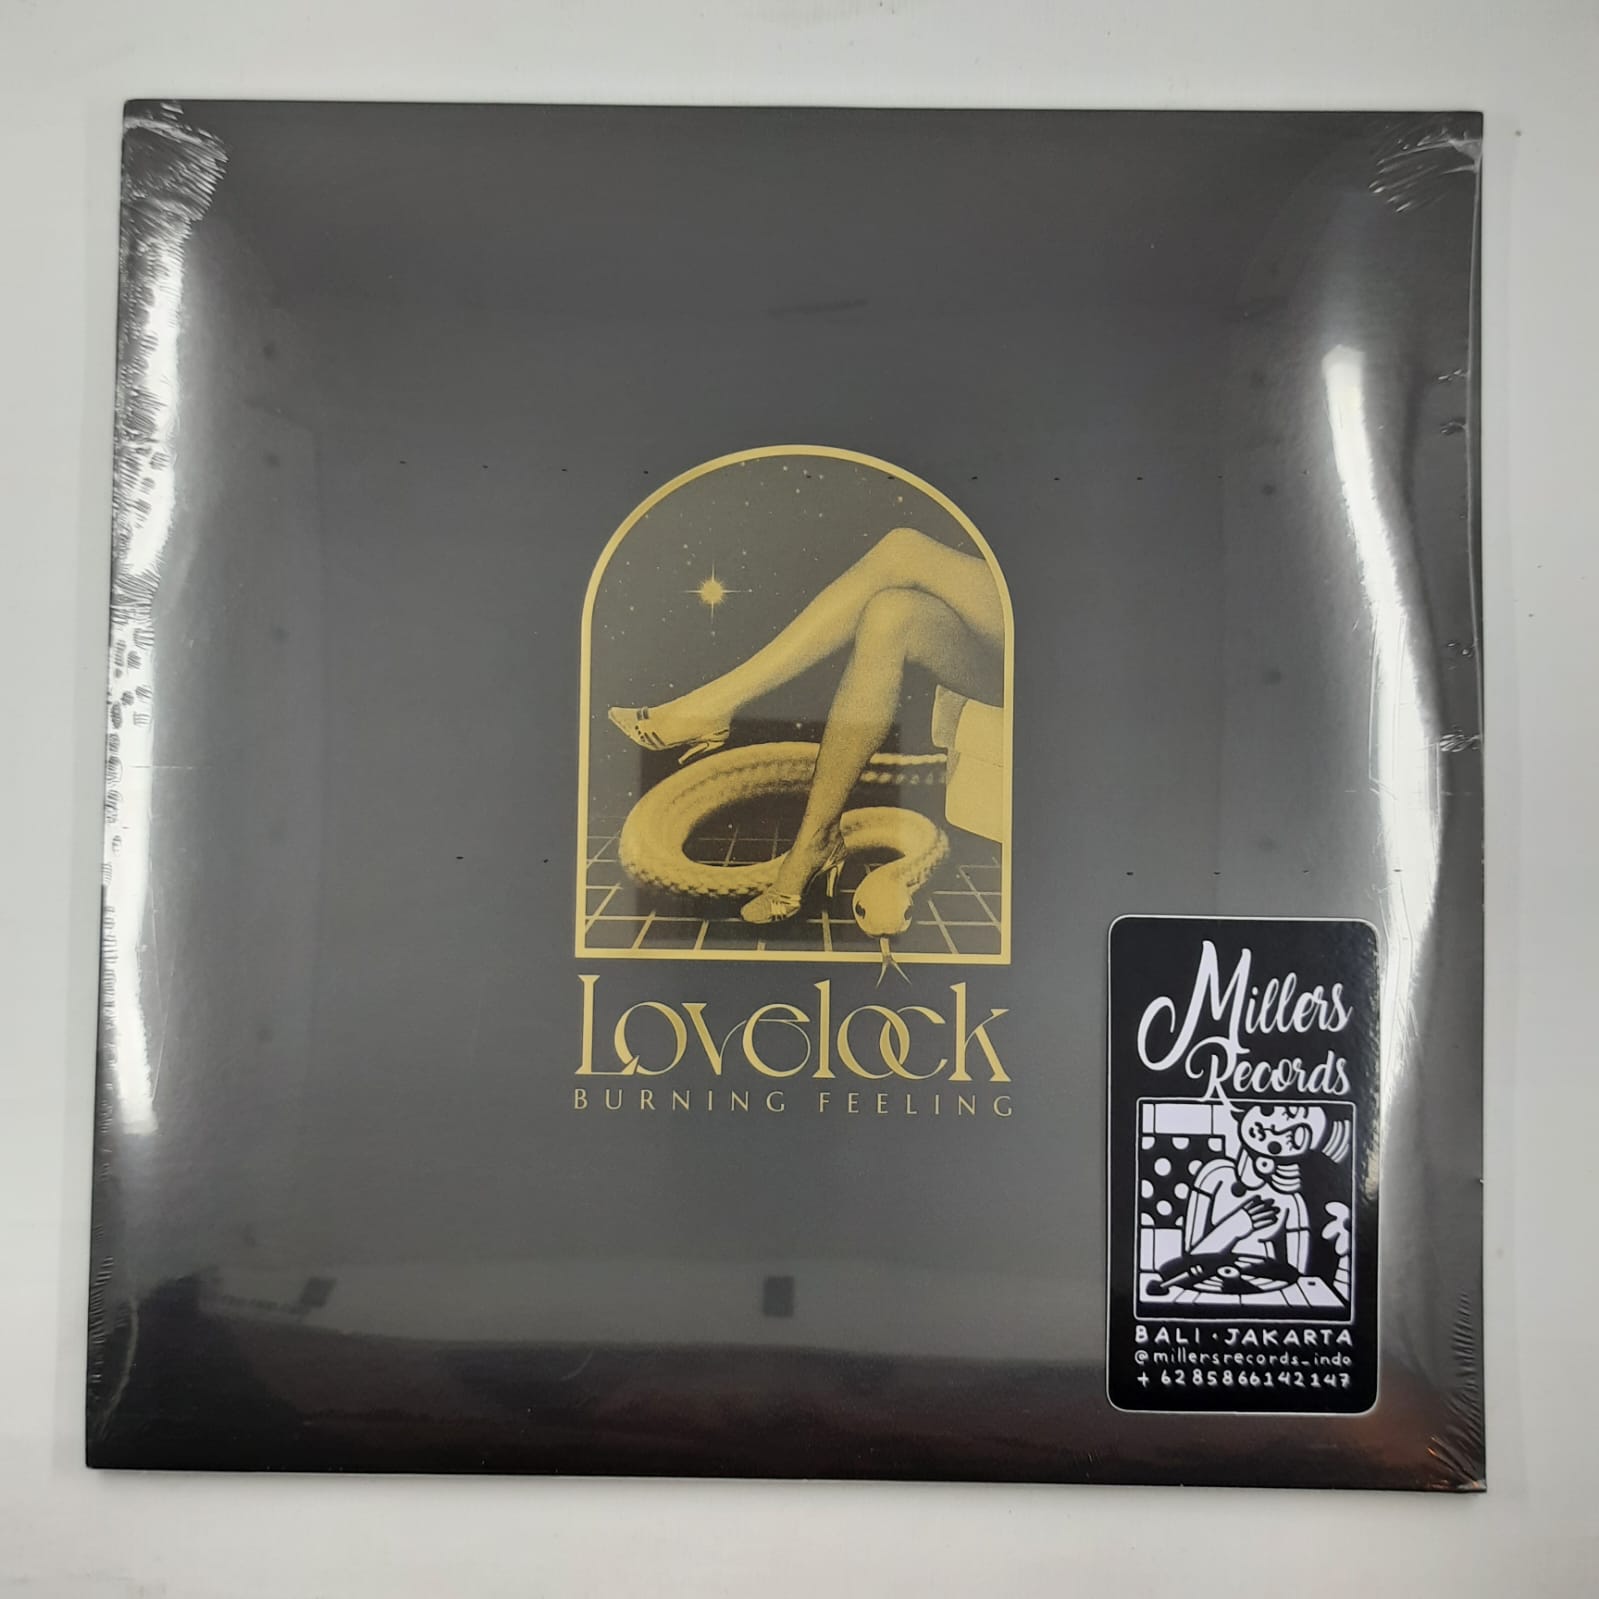 Lovelock
BURNING FEELING
Millers
Records
BALI · JAKARTA
@millersrecords_indo
+ 6285866142147